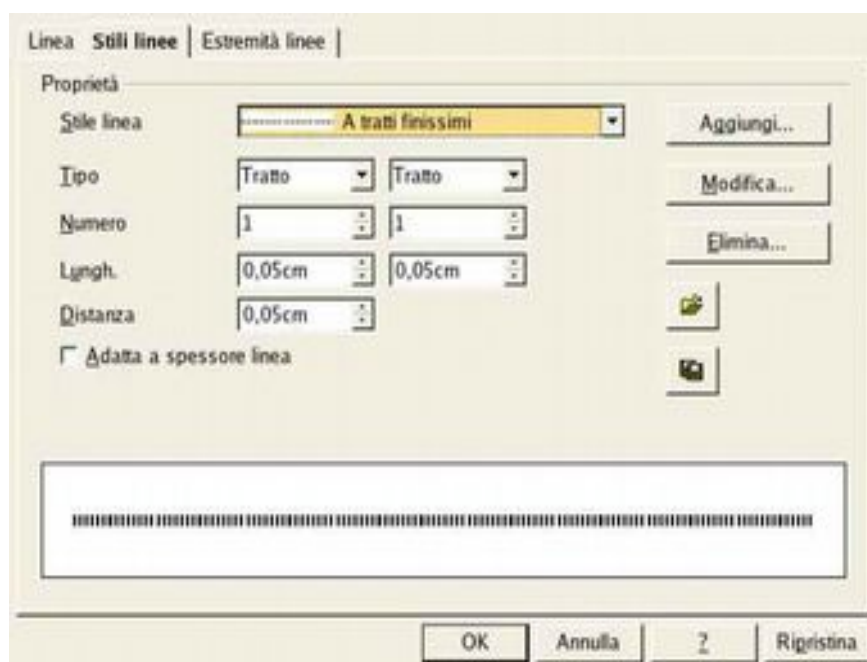 Linea Stili linee Estremità linee
Proprietà
Stile linea A tratti finissimi Aggiungi...
Tipo Tratto Tratto Modifica...
Numero 1 1 Elimina...
Lungh. 0,05cm 0,05cm
Distanza 0,05cm
Adatta a spessore linea
OK Annulla ? Ripristina